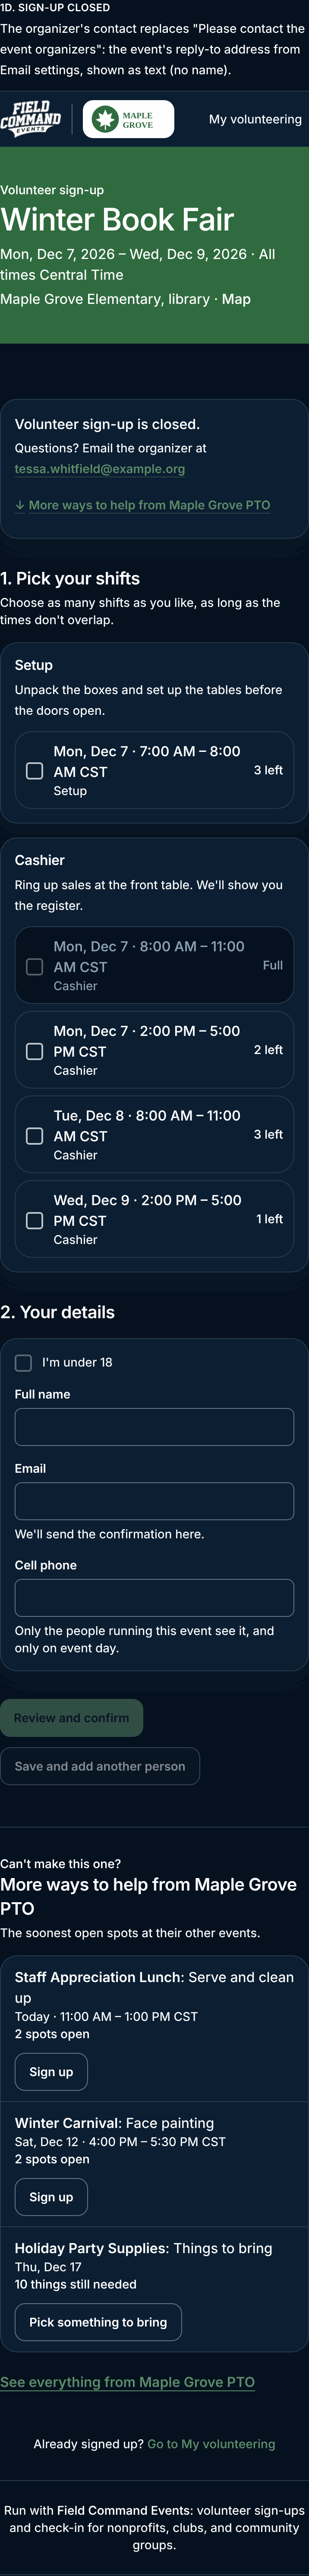 1D. SIGN-UP CLOSED
The organizer's contact replaces "Please contact the
event organizers": the event's reply-to address from
Email settings, shown as text (no name).
FIELD
COMMAND
EVENTS
MAPLE
GROVE
My volunteering
Volunteer sign-up
Winter Book Fair
Mon, Dec 7, 2026 – Wed, Dec 9, 2026 · All
times Central Time
Maple Grove Elementary, library · Map
Volunteer sign-up is closed.
Questions? Email the organizer at
tessa.whitfield@example.org
↓ More ways to help from Maple Grove PTO
1. Pick your shifts
Choose as many shifts as you like, as long as the
times don't overlap.
Setup
Unpack the boxes and set up the tables before
the doors open.
Mon, Dec 7 · 7:00 AM – 8:00
AM CST
3 left
Setup
Cashier
Ring up sales at the front table. We'll show you
the register.
Mon, Dec 7 · 8:00 AM – 11:00
AM CST
Full
Cashier
Mon, Dec 7 · 2:00 PM – 5:00
PM CST
2 left
Cashier
Tue, Dec 8 · 8:00 AM – 11:00
AM CST
3 left
Cashier
Wed, Dec 9 · 2:00 PM – 5:00
PM CST
1 left
Cashier
2. Your details
I'm under 18
Full name
Email
We'll send the confirmation here.
Cell phone
Only the people running this event see it, and
only on event day.
Review and confirm
Save and add another person
Can't make this one?
More ways to help from Maple Grove
PTO
The soonest open spots at their other events.
Staff Appreciation Lunch: Serve and clean
up
Today · 11:00 AM – 1:00 PM CST
2 spots open
Sign up
Winter Carnival: Face painting
Sat, Dec 12 · 4:00 PM – 5:30 PM CST
2 spots open
Sign up
Holiday Party Supplies: Things to bring
Thu, Dec 17
10 things still needed
Pick something to bring
See everything from Maple Grove PTO
Already signed up? Go to My volunteering
Run with Field Command Events: volunteer sign-ups
and check-in for nonprofits, clubs, and community
groups.